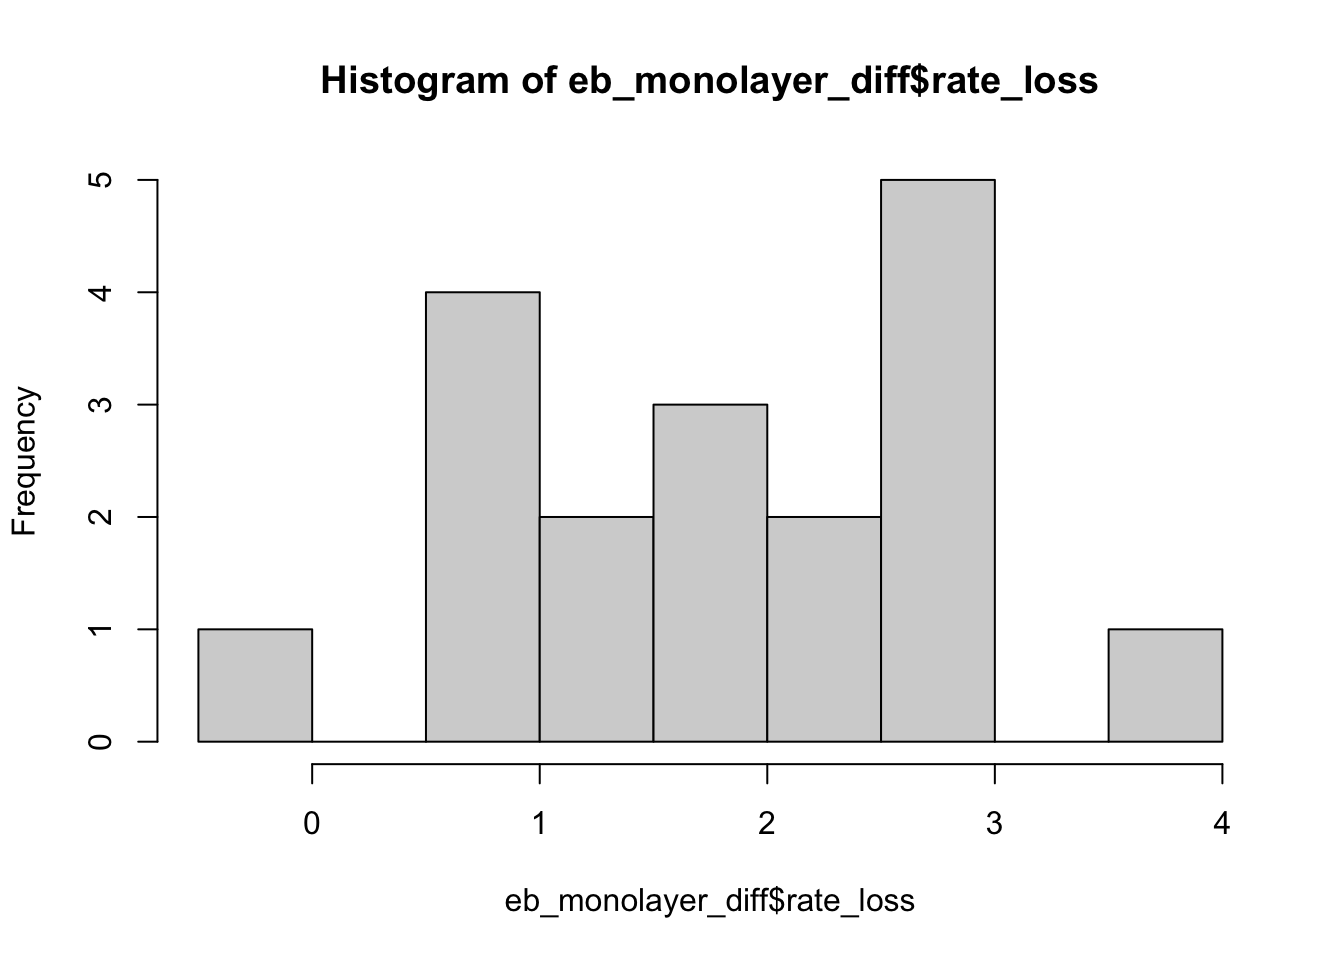 Histogram of eb_monolayer_diff$rate_loss
Frequency
5
4
3
2
1
0
0 1 2 3 4
eb_monolayer_diff$rate_loss